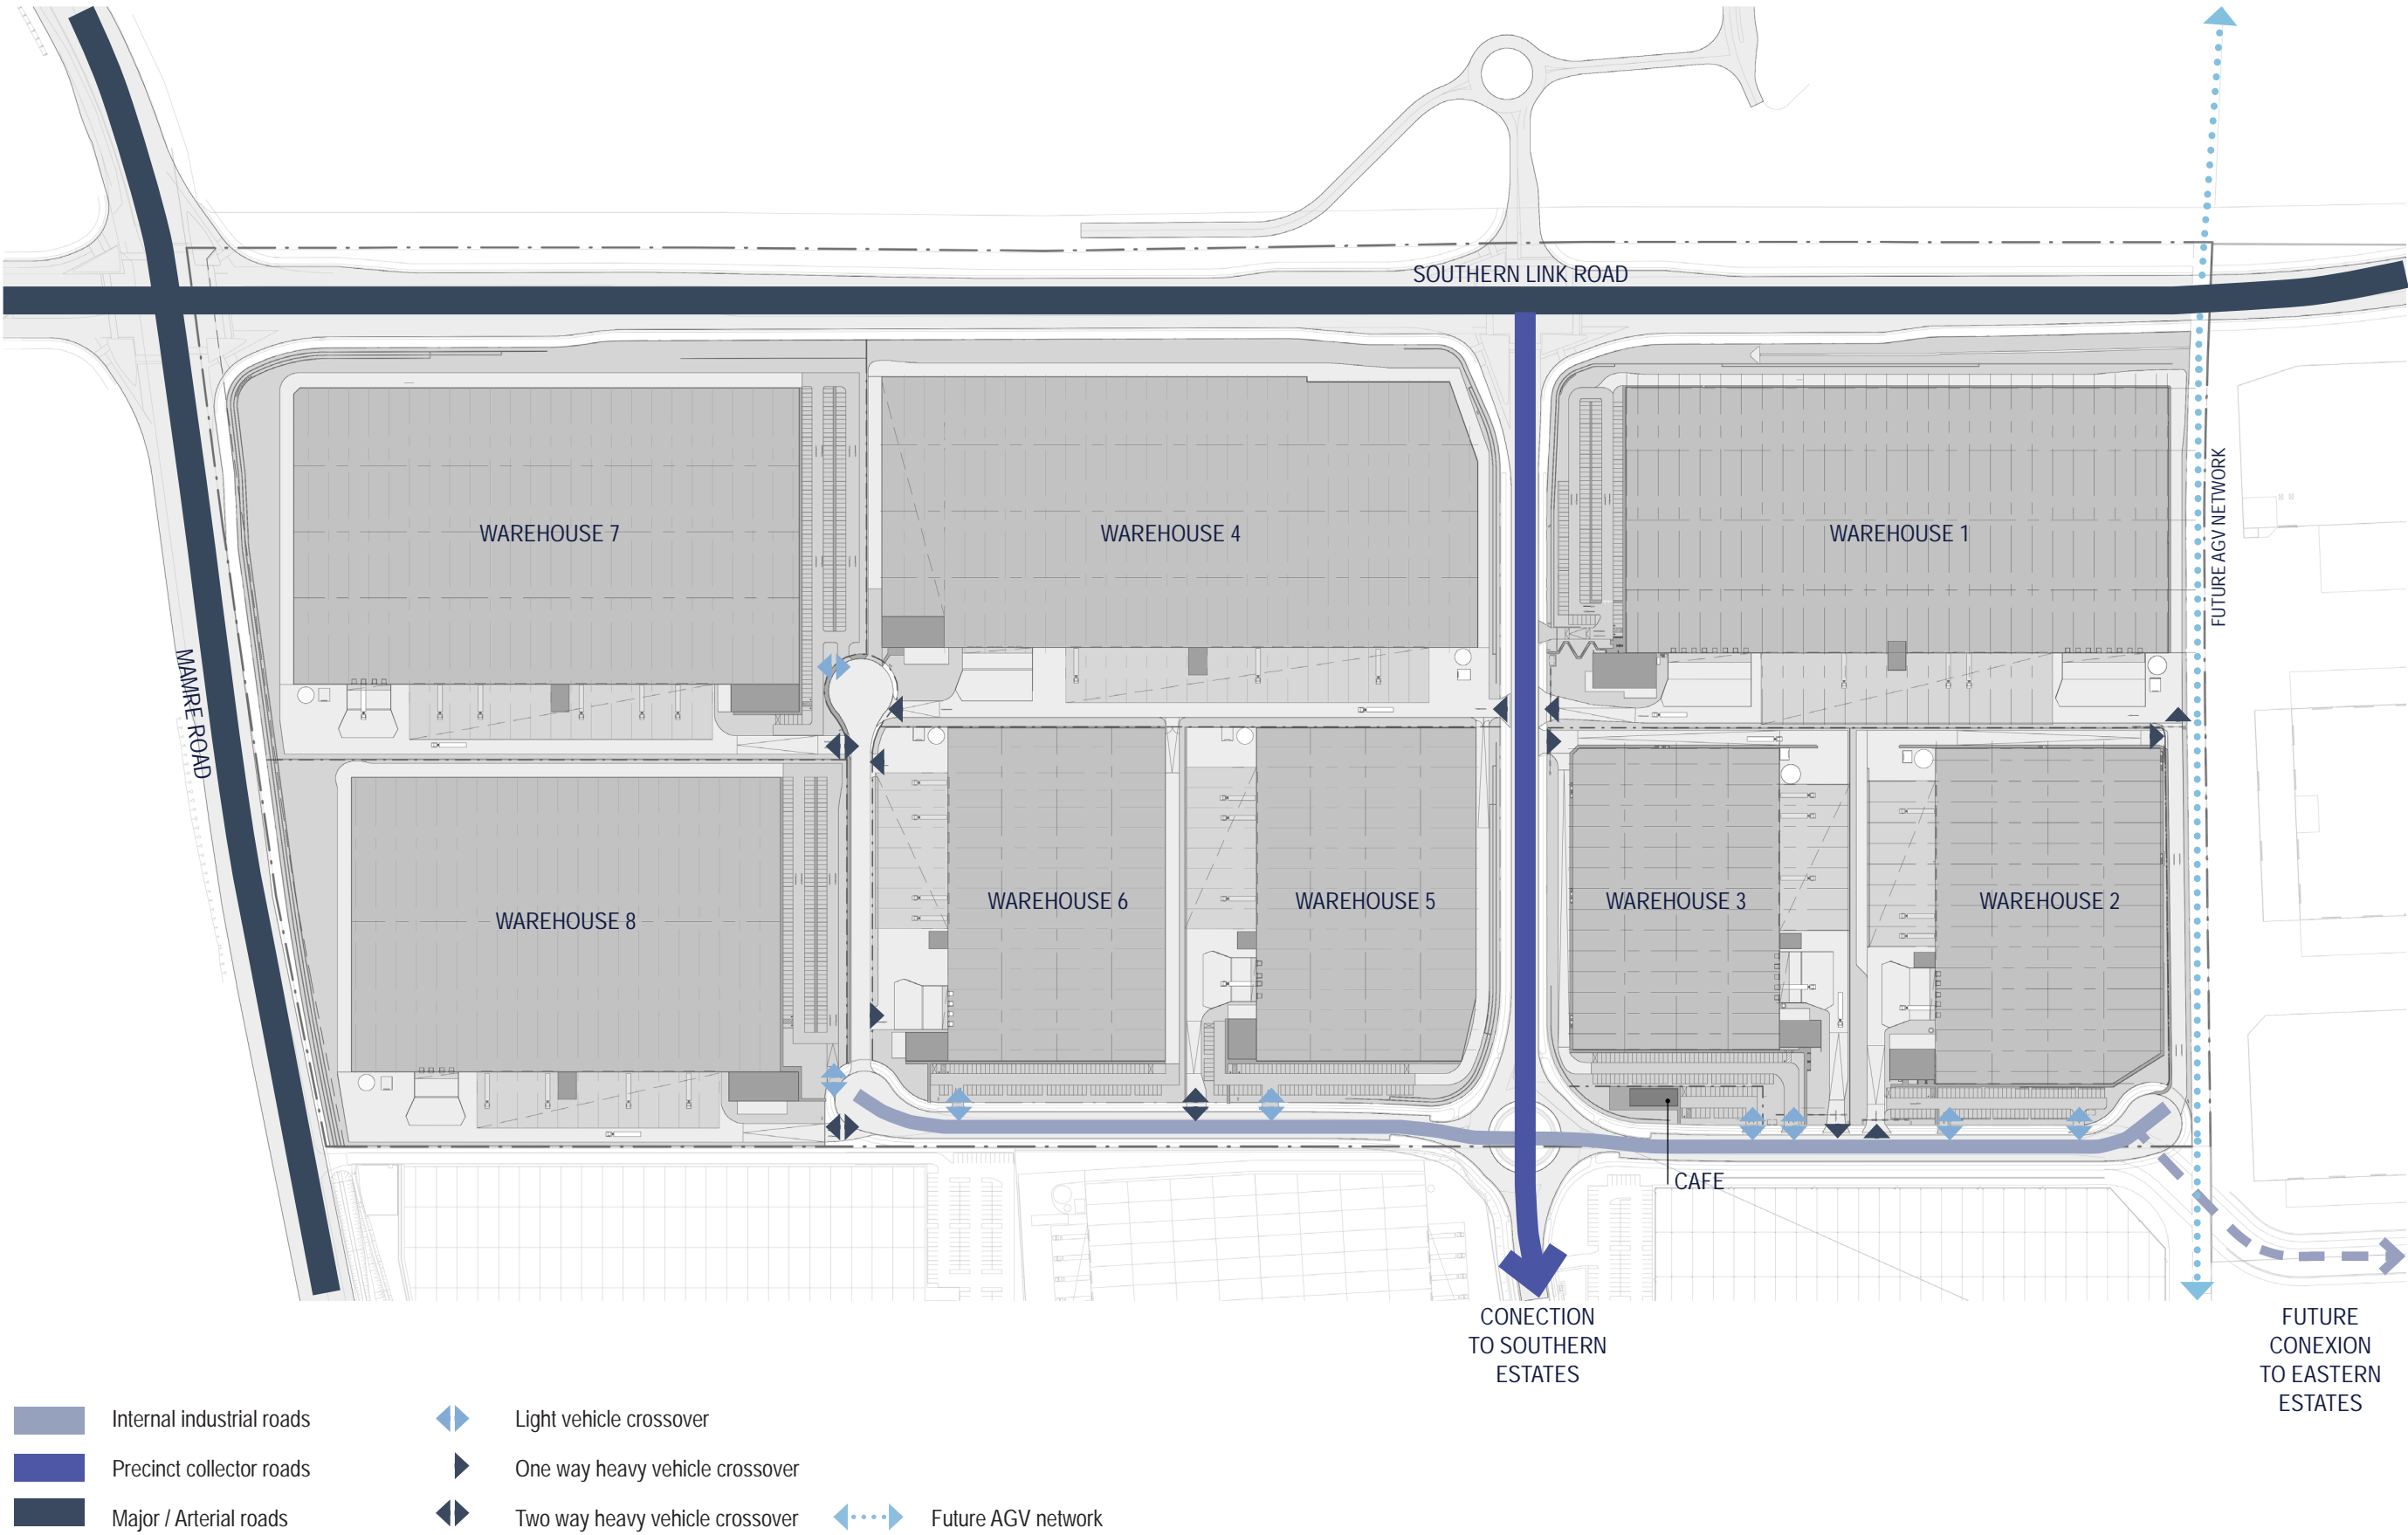 SOUTHERN LINK ROAD
WAREHOUSE 7
WAREHOUSE 4
WAREHOUSE 1
FUTURE AGV NETWORK
MAMRE ROAD
WAREHOUSE 8
WAREHOUSE 6
WAREHOUSE 5
WAREHOUSE 3
WAREHOUSE 2
CAFE
CONECTION
TO SOUTHERN
ESTATES
FUTURE
CONEXION
TO EASTERN
ESTATES
Internal industrial roads
Precinct collector roads
Major / Arterial roads
Light vehicle crossover
One way heavy vehicle crossover
Two way heavy vehicle crossover
Future AGV network